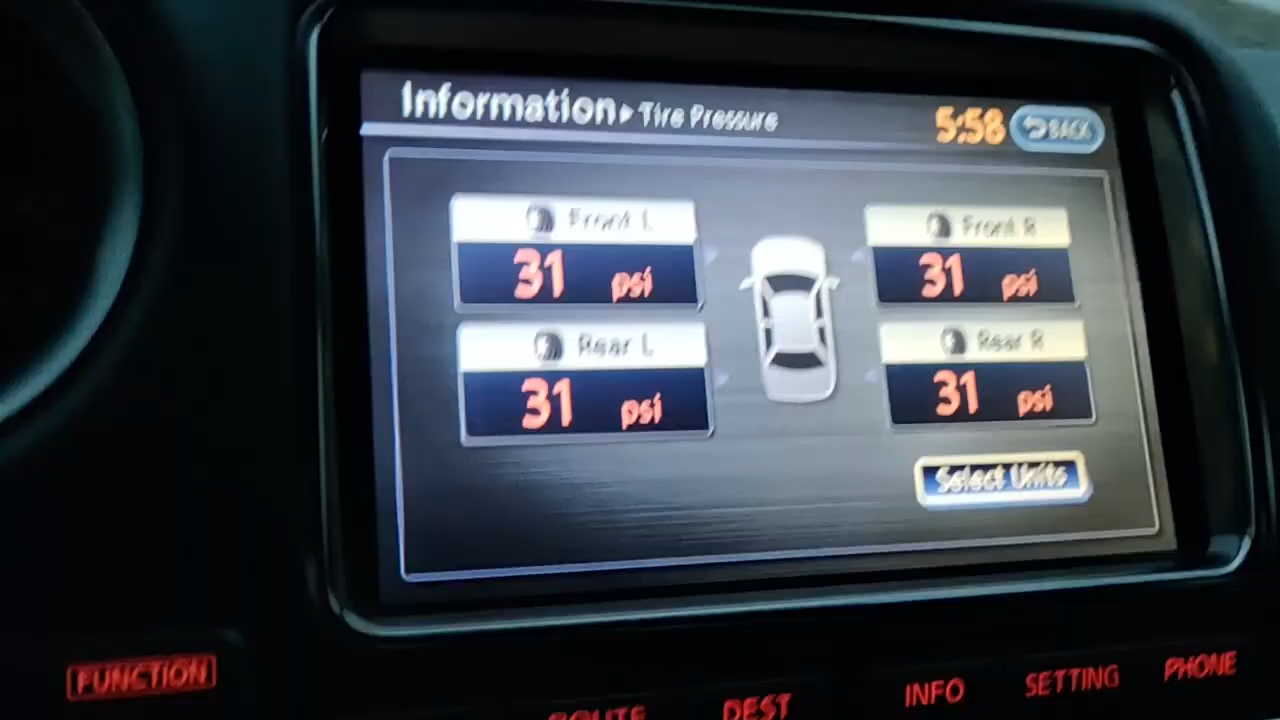 Information ▸ Tire Pressure
5:58
BACK
Front L
31 psi
Front R
31 psi
Rear L
31 psi
Rear R
31 psi
Select Units
FUNCTION
ROUTE
DEST
INFO
SETTING
PHONE